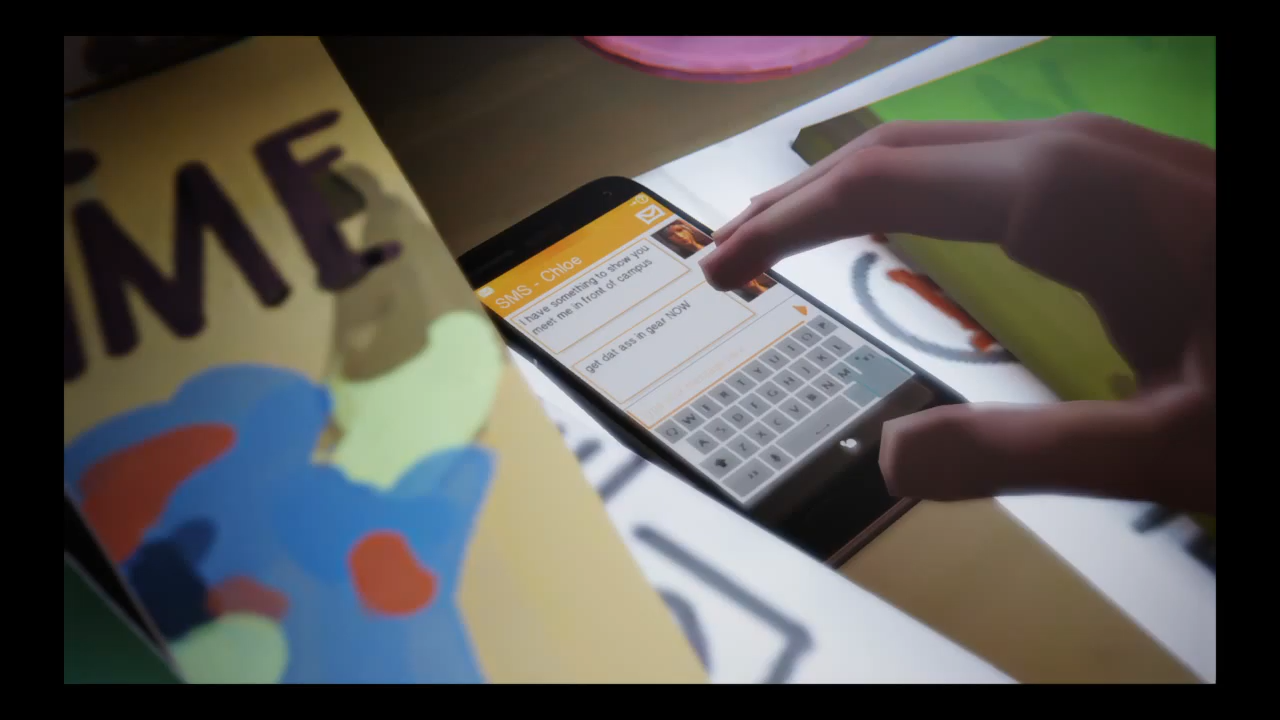 IME
SMS - Chloe
i have something to show you
meet me in front of campus
get dat ass in gear NOW
Q W E R T Y U I O P
A S D F G H J K L
Z X C V B N M